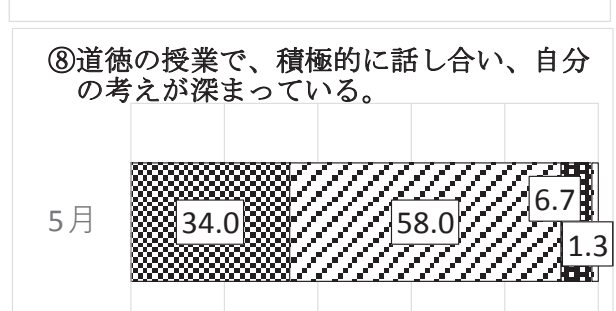 ⑧道徳の授業で、積極的に話し合い、自分
の考えが深まっている。
5月
34.0
58.0
6.7
1.3